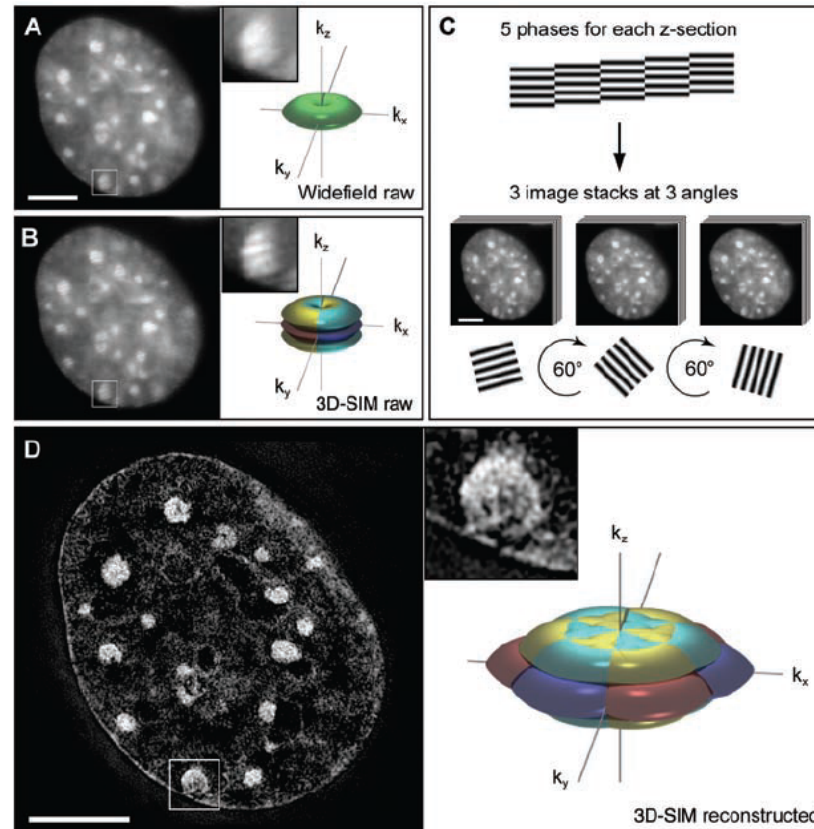 A
kz
kx
ky
Widefield raw
B
kz
kx
ky
3D-SIM raw
C
5 phases for each z-section
3 image stacks at 3 angles
60°
60°
D
kz
kx
ky
3D-SIM reconstructed